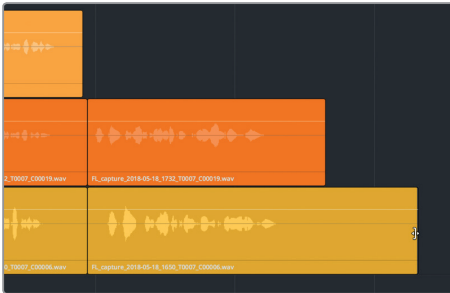 2_T0007_C00019.wav
FL_capture_2018-05-18_1732_T0007_C00019.wav
0_T0007_C00006.wav
FL_capture_2018-05-18_1650_T0007_C00006.wav